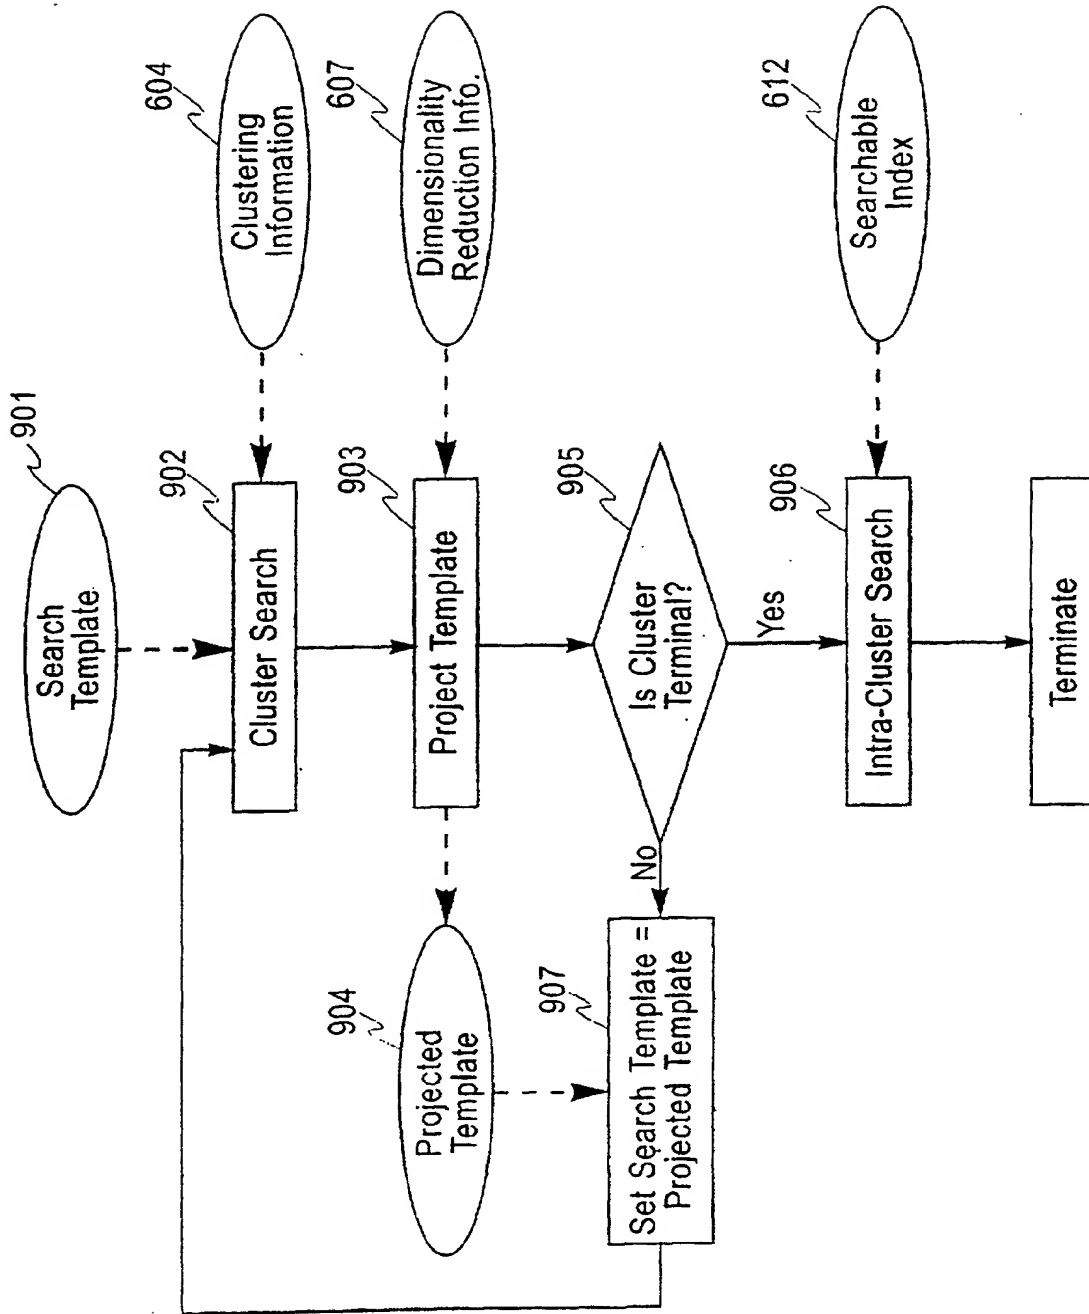 901
Search
Template
604
Clustering
Information
902
Cluster Search
607
Dimensionality
Reduction Info.
903
Project Template
904
Projected
Template
905
Is Cluster
Terminal?
No
Yes
907
Set Search Template =
Projected Template
612
Searchable
Index
906
Intra-Cluster Search
Terminate